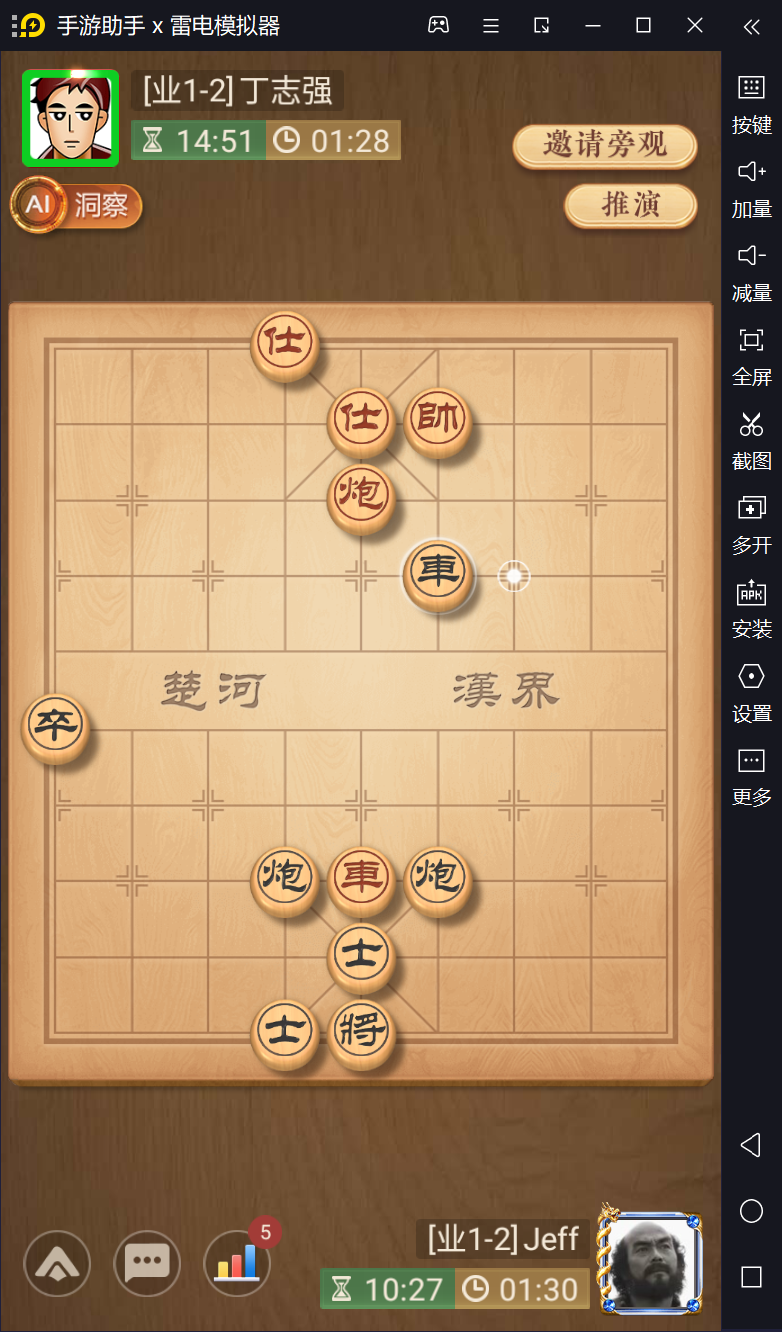 手游助手 x 雷电模拟器
[业1-2]丁志强
14:51 01:28
邀请旁观
AI 洞察
推演
仕
仕 帥
炮
車
楚河 漢界
卒
炮 車 炮
士
士 將
5
[业1-2]Jeff
10:27 01:30
按键
加量
减量
全屏
截图
多开
APK
安装
设置
更多